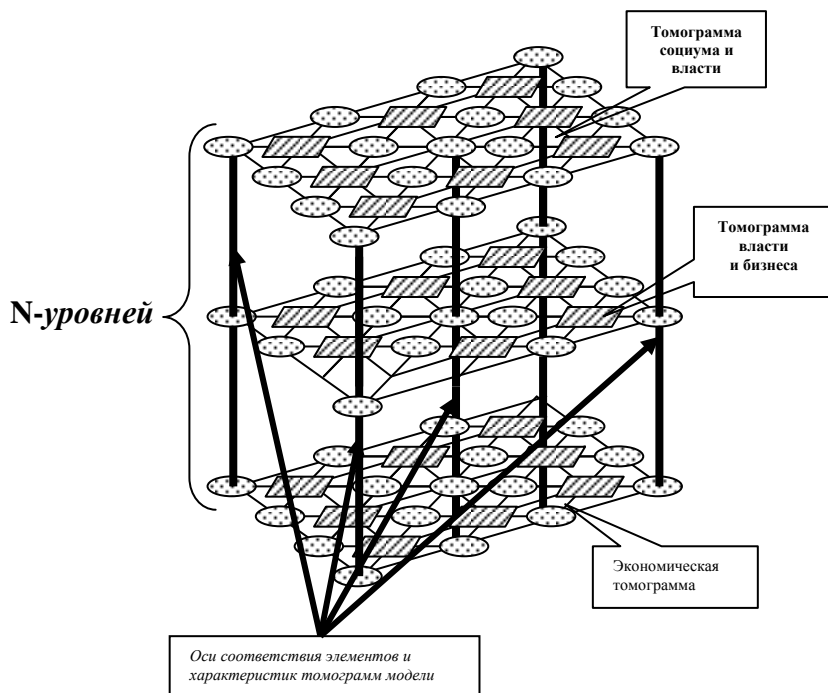 Томограмма
социума и
власти
Томограмма
власти
и бизнеса
N-уровней
Экономическая
томограмма
Оси соответствия элементов и
характеристик томограмм модели